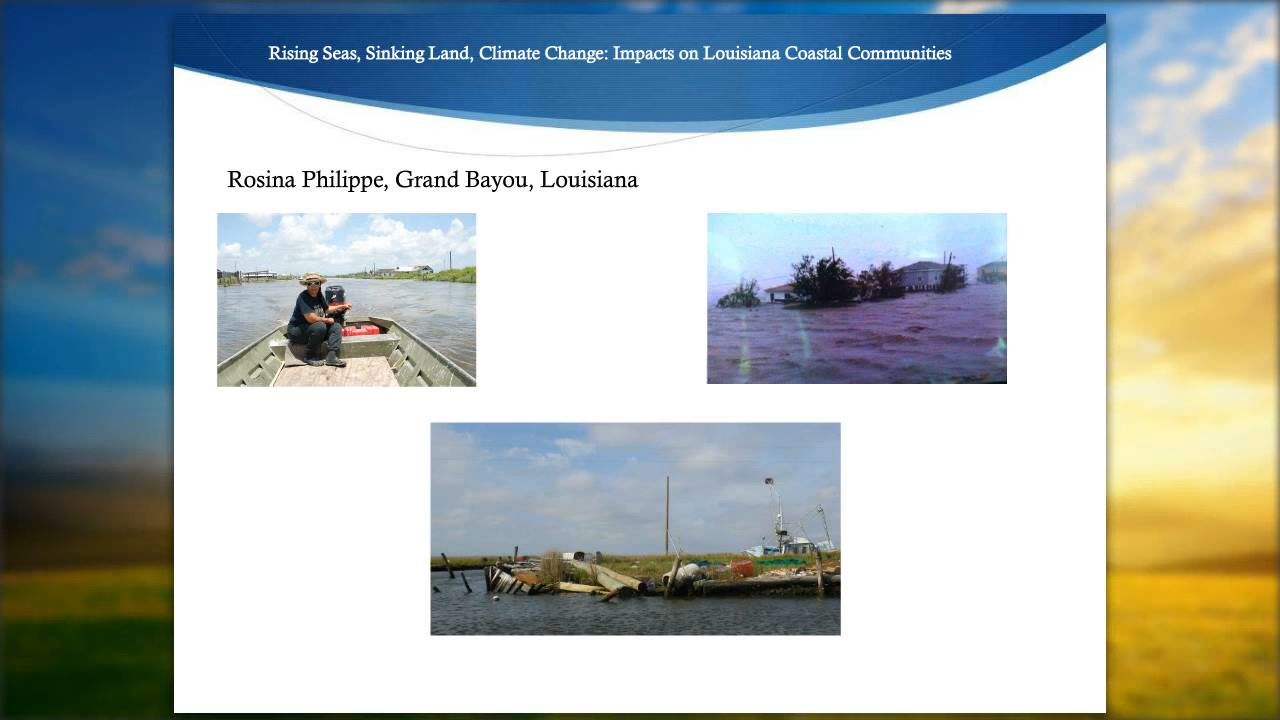 Rising Seas, Sinking Land, Climate Change: Impacts on Louisiana Coastal Communities
Rosina Philippe, Grand Bayou, Louisiana